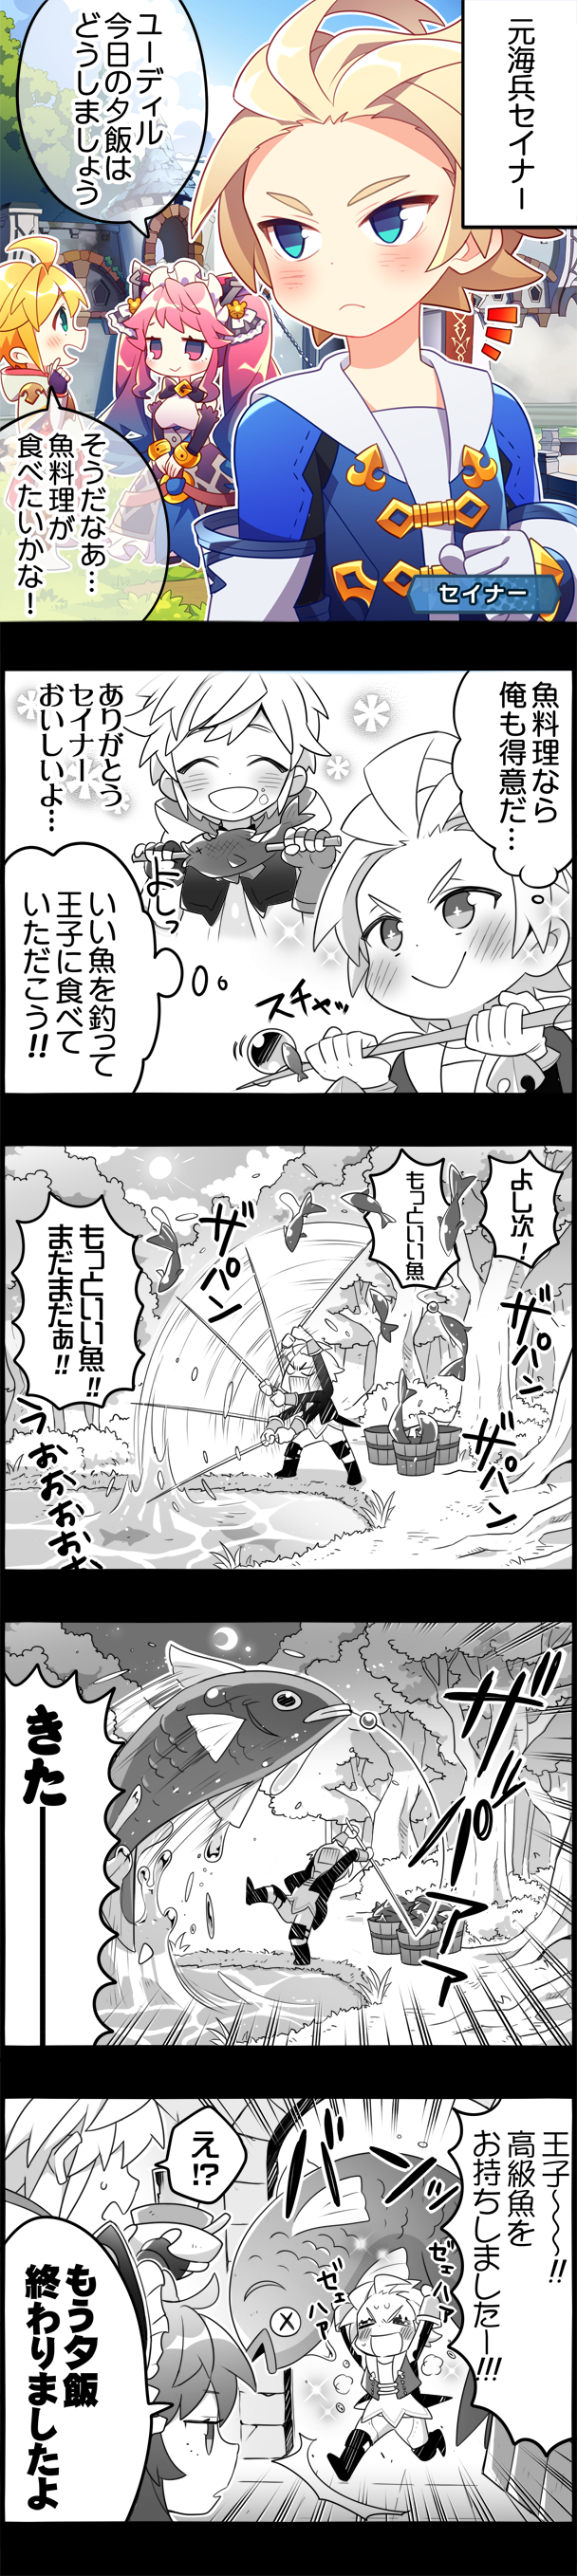 元海兵セイナー
ユーディル
今日の夕飯は
どうしましょう
そうだなぁ…
魚料理が
食べたいかな！
セイナー
魚料理なら
俺も得意だ…
ありがとう
セイナー
おいしいよ…
よしっ
いい魚を釣って
王子に食べて
いただこう!!
スチャッ
よし次！
もっといい魚
ザパン
ザパン
ザパン
もっといい魚!!
まだまだぁ!!
うおおおおお
ザッパアァ
きたーー
王子〜〜〜!!
高級魚を
お持ちしましたー!!!
バンッ
ゼェ
ハァ
ゼェ
ハァ
え!?
もう夕飯
終わりましたよ